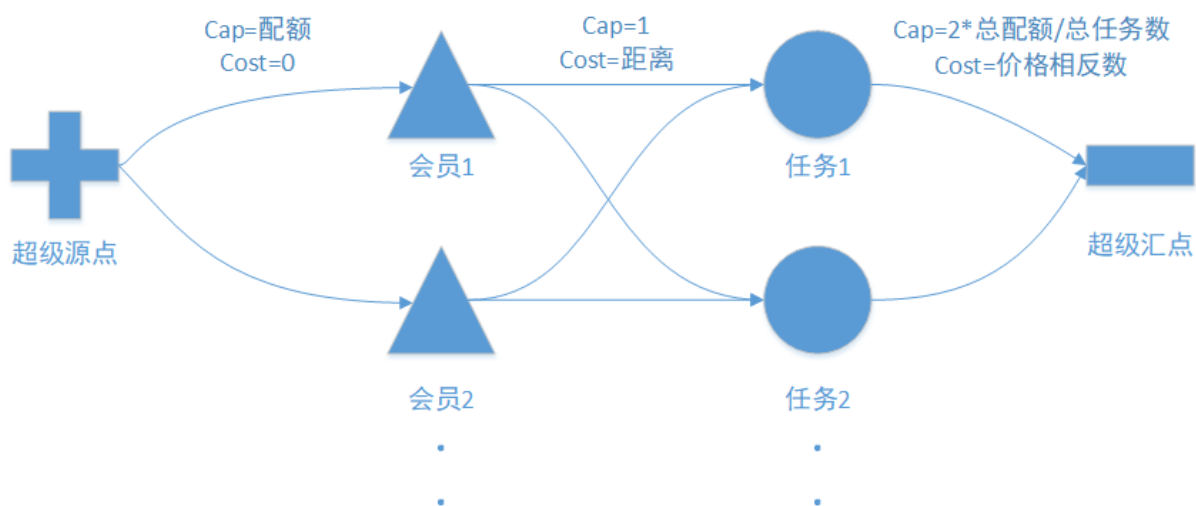 Cap=配额
Cost=0
Cap=1
Cost=距离
Cap=2*总配额/总任务数
Cost=价格相反数
会员1
任务1
超级源点
超级汇点
会员2
任务2